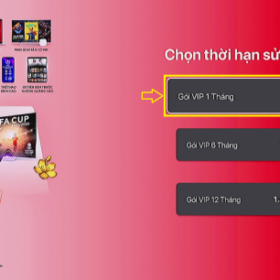 Chọn thời hạn sử
Gói VIP 1 Tháng
Gói VIP 6 Tháng
Gói VIP 12 Tháng
1.
FA CUP